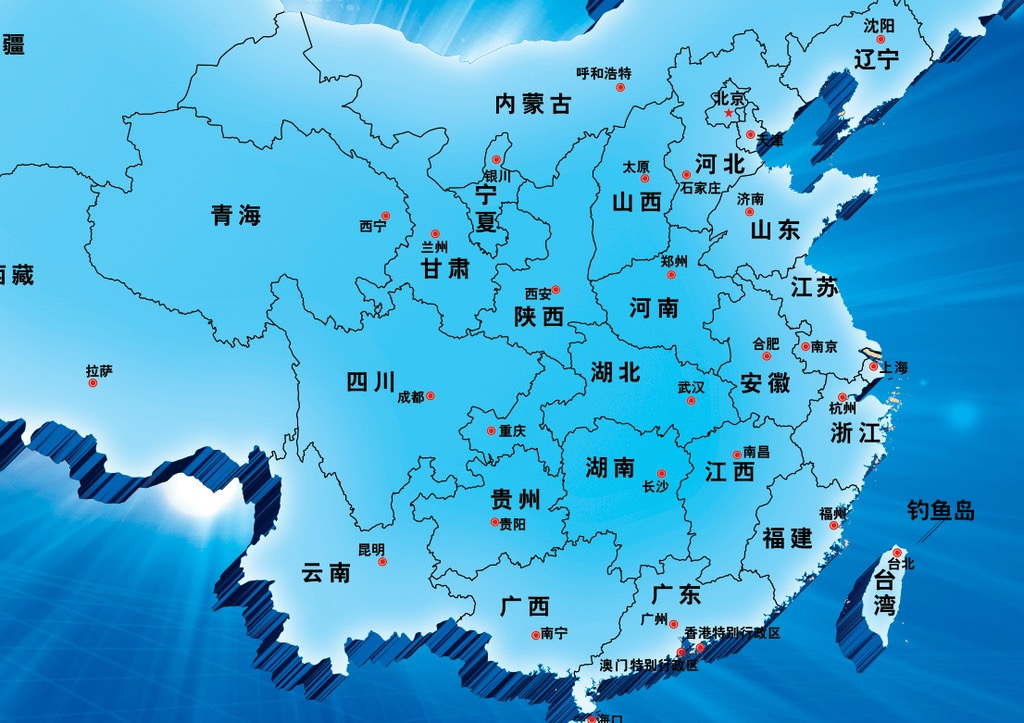 沈阳
疆
辽宁
呼和浩特
北京
内蒙古
天津
太原
河北
银川
石家庄
宁夏
山西
济南
青海
西宁
山东
兰州
郑州
甘肃
西藏
江苏
西安
河南
陕西
合肥
南京
拉萨
湖北
上海
四川
武汉
安徽
成都
杭州
重庆
浙江
南昌
湖南
江西
长沙
贵州
钓鱼岛
福州
贵阳
福建
昆明
台北
云南
台湾
广西
广东
广州
南宁
香港特别行政区
澳门特别行政区
海口